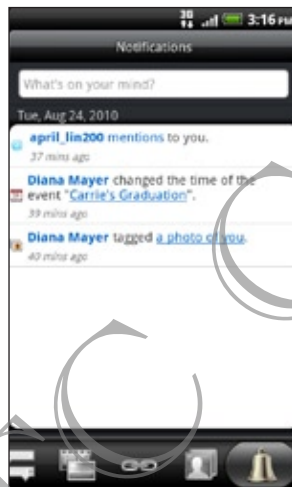 3G 3:16 PM
Notifications
What's on your mind?
Tue, Aug 24, 2010
april_lin200 mentions to you.
37 mins ago
Diana Mayer changed the time of the
event "Carrie's Graduation".
39 mins ago
Diana Mayer tagged a photo of you.
40 mins ago